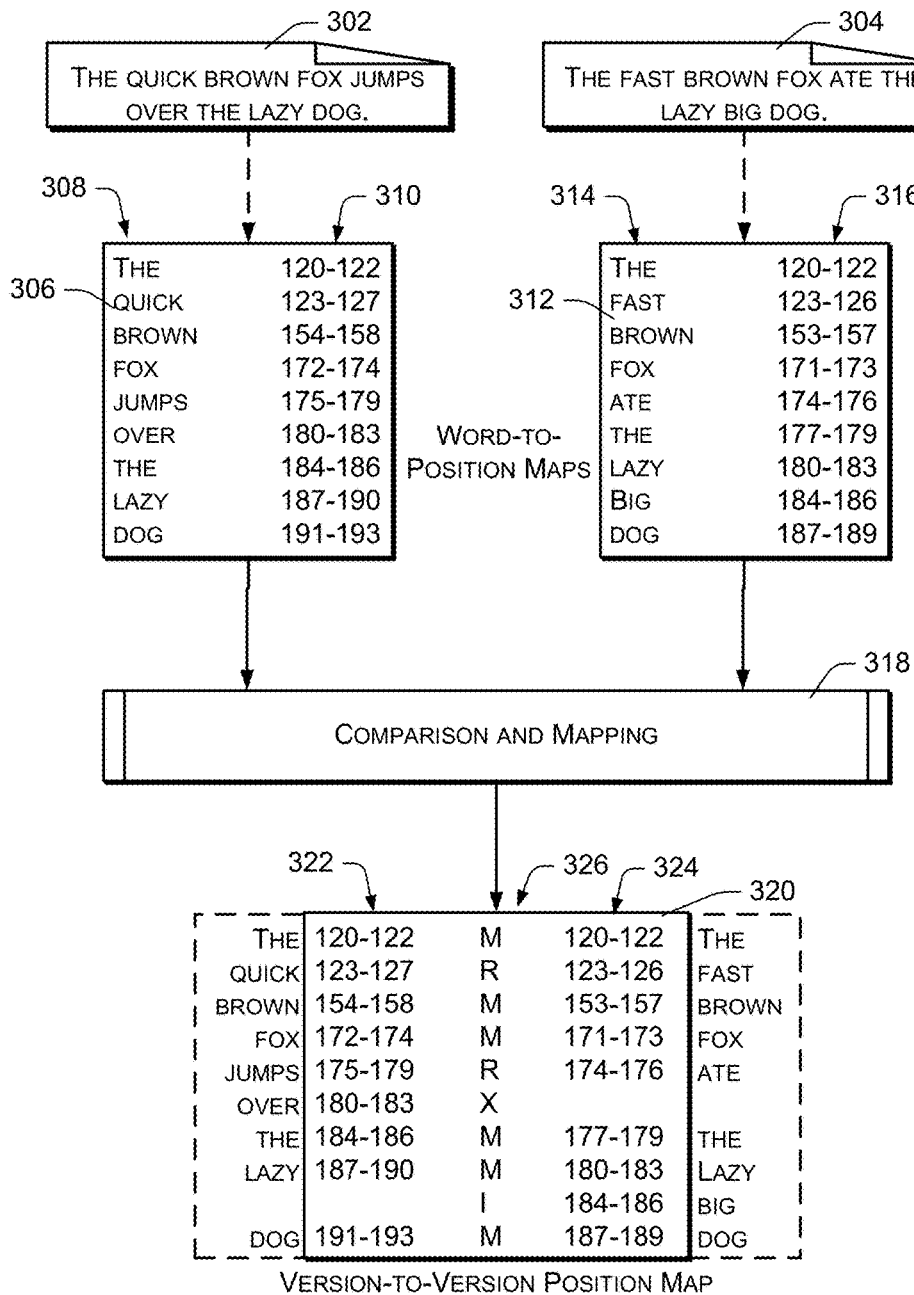 302
304
THE QUICK BROWN FOX JUMPS
OVER THE LAZY DOG.
THE FAST BROWN FOX ATE THE
LAZY BIG DOG.
308
310
314
316
306
312
THE 120-122
QUICK 123-127
BROWN 154-158
FOX 172-174
JUMPS 175-179
OVER 180-183
THE 184-186
LAZY 187-190
DOG 191-193
WORD-TO-
POSITION MAPS
THE 120-122
FAST 123-126
BROWN 153-157
FOX 171-173
ATE 174-176
THE 177-179
LAZY 180-183
BIG 184-186
DOG 187-189
318
COMPARISON AND MAPPING
322
326
324
320
THE 120-122 M 120-122 THE
QUICK 123-127 R 123-126 FAST
BROWN 154-158 M 153-157 BROWN
FOX 172-174 M 171-173 FOX
JUMPS 175-179 R 174-176 ATE
OVER 180-183 X
THE 184-186 M 177-179 THE
LAZY 187-190 M 180-183 LAZY
I 184-186 BIG
DOG 191-193 M 187-189 DOG
VERSION-TO-VERSION POSITION MAP